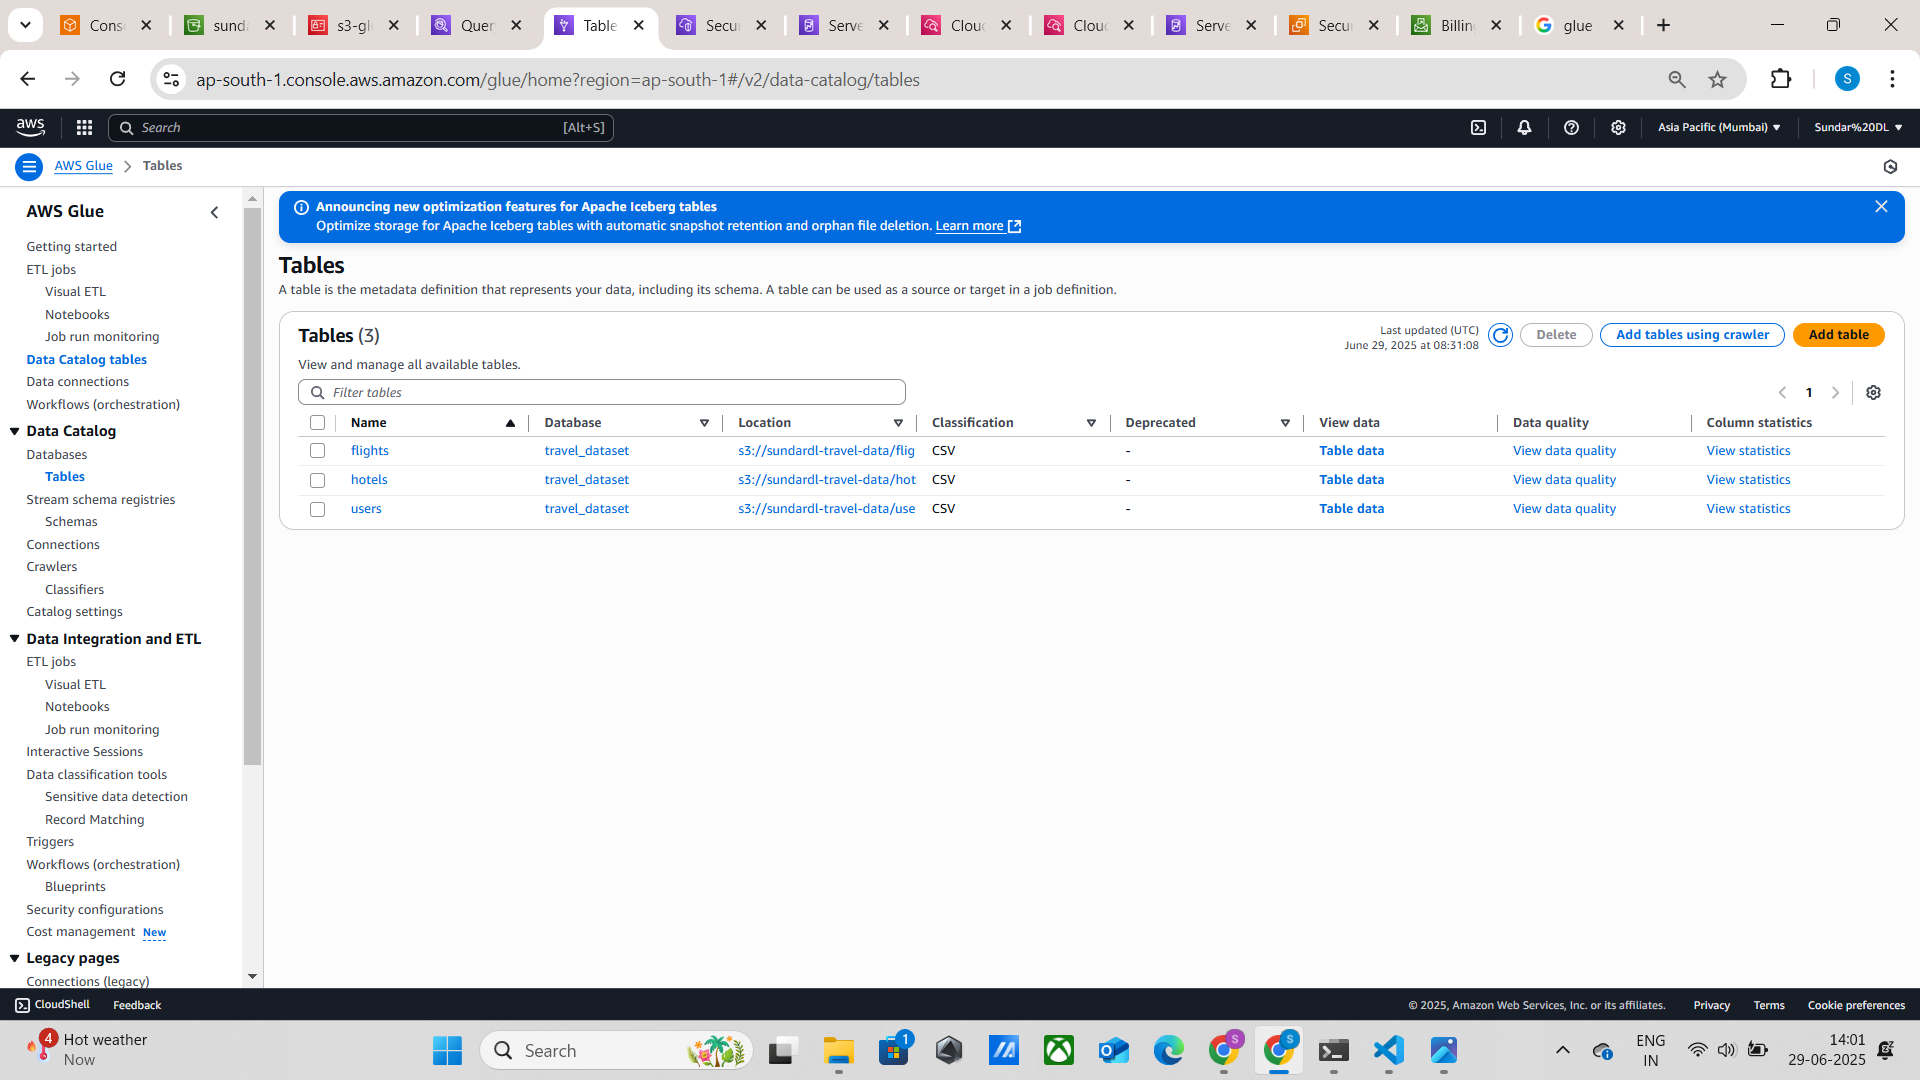 Cons
sunda
s3-gl
Quer
Table
Secu
Serve
Clou
Clou
Serve
Secu
Billin
glue
ap-south-1.console.aws.amazon.com/glue/home?region=ap-south-1#/v2/data-catalog/tables
S
aws
Search [Alt+S]
Asia Pacific (Mumbai)
Sundar%20DL
AWS Glue
Tables
AWS Glue
Getting started
ETL jobs
Visual ETL
Notebooks
Job run monitoring
Data Catalog tables
Data connections
Workflows (orchestration)
Data Catalog
Databases
Tables
Stream schema registries
Schemas
Connections
Crawlers
Classifiers
Catalog settings
Data Integration and ETL
ETL jobs
Visual ETL
Notebooks
Job run monitoring
Interactive Sessions
Data classification tools
Sensitive data detection
Record Matching
Triggers
Workflows (orchestration)
Blueprints
Security configurations
Cost management New
Legacy pages
Connections (legacy)
Announcing new optimization features for Apache Iceberg tables
Optimize storage for Apache Iceberg tables with automatic snapshot retention and orphan file deletion. Learn more
Tables
A table is the metadata definition that represents your data, including its schema. A table can be used as a source or target in a job definition.
Tables (3)
Last updated (UTC)
June 29, 2025 at 08:31:08
Delete
Add tables using crawler
Add table
View and manage all available tables.
Filter tables
1
Name Database Location Classification Deprecated View data Data quality Column statistics
flights travel_dataset s3://sundardl-travel-data/flig CSV - Table data View data quality View statistics
hotels travel_dataset s3://sundardl-travel-data/hot CSV - Table data View data quality View statistics
users travel_dataset s3://sundardl-travel-data/use CSV - Table data View data quality View statistics
CloudShell
Feedback
© 2025, Amazon Web Services, Inc. or its affiliates.
Privacy
Terms
Cookie preferences
4
Hot weather
Now
Search
1
S
S
ENG
IN
14:01
29-06-2025